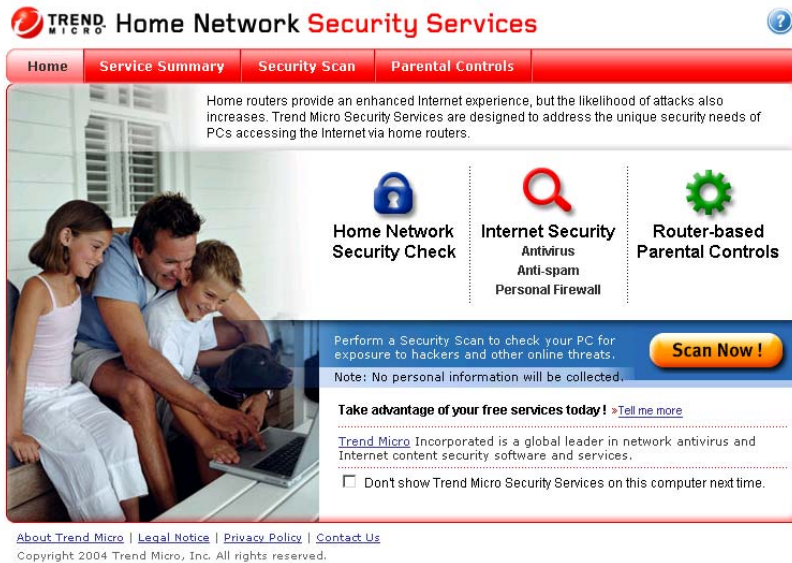 TREND MICRO Home Network Security Services
?
Home Service Summary Security Scan Parental Controls
Home routers provide an enhanced Internet experience, but the likelihood of attacks also
increases. Trend Micro Security Services are designed to address the unique security needs of
PCs accessing the Internet via home routers.
Home Network
Security Check
Internet Security
Antivirus
Anti-spam
Personal Firewall
Router-based
Parental Controls
Perform a Security Scan to check your PC for
exposure to hackers and other online threats.
Scan Now !
Note: No personal information will be collected.
Take advantage of your free services today ! »Tell me more
Trend Micro Incorporated is a global leader in network antivirus and
Internet content security software and services.
Don't show Trend Micro Security Services on this computer next time.
About Trend Micro | Legal Notice | Privacy Policy | Contact Us
Copyright 2004 Trend Micro, Inc. All rights reserved.